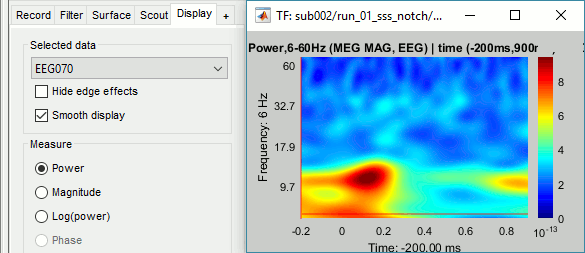 Record Filter Surface Scout Display +
Selected data
EEG070
Hide edge effects
Smooth display
Measure
Power
Magnitude
Log(power)
Phase
TF: sub002/run_01_sss_notch/...
Power,6-60Hz (MEG MAG, EEG) | time (-200ms,900r
Frequency: 6 Hz
60
32.7
17.9
9.7
-0.2 0 0.2 0.4 0.6 0.8
Time: -200.00 ms
8
6
4
2
0
10-13